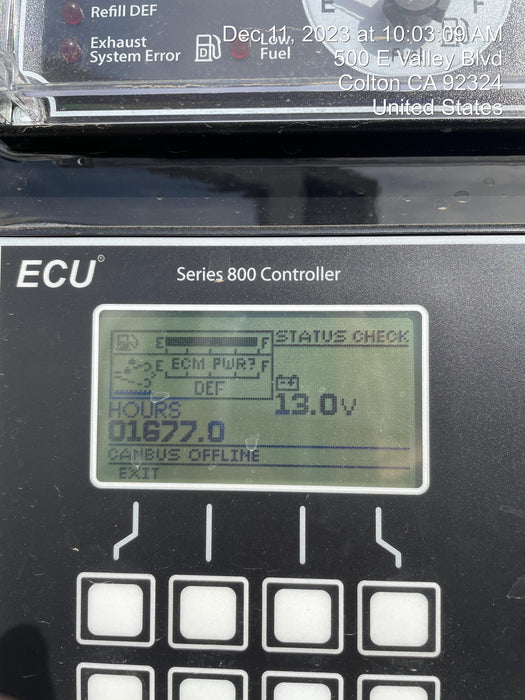 Refill DEF
Exhaust
System Error
Low
Fuel
E
F
Dec 11, 2023 at 10:03:09 AM
500 E Valley Blvd
Colton CA 92324
United States
ECU
Series 800 Controller
E F
STATUS CHECK
E ECM PWR? F
DEF
13.0V
HOURS
01677.0
CANBUS OFFLINE
EXIT